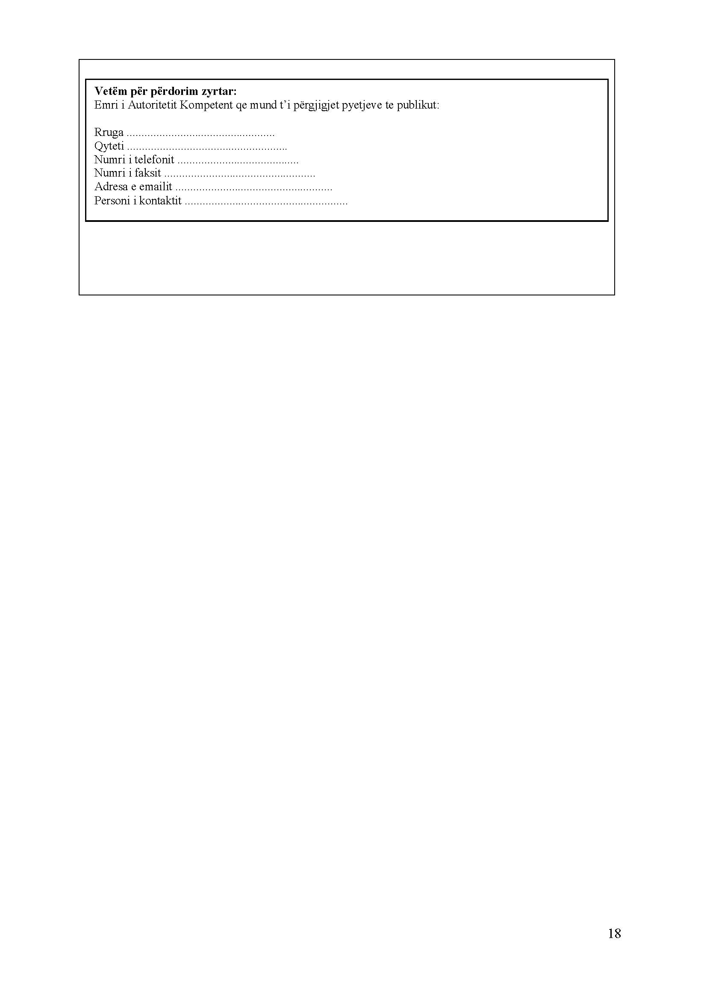 Vetëm për përdorim zyrtar:
Emri i Autoritetit Kompetent qe mund t’i përgjigjet pyetjeve te publikut:
Rruga .................................................
Qyteti .....................................................
Numri i telefonit ........................................
Numri i faksit ..................................................
Adresa e emailit ....................................................
Personi i kontaktit ......................................................
18